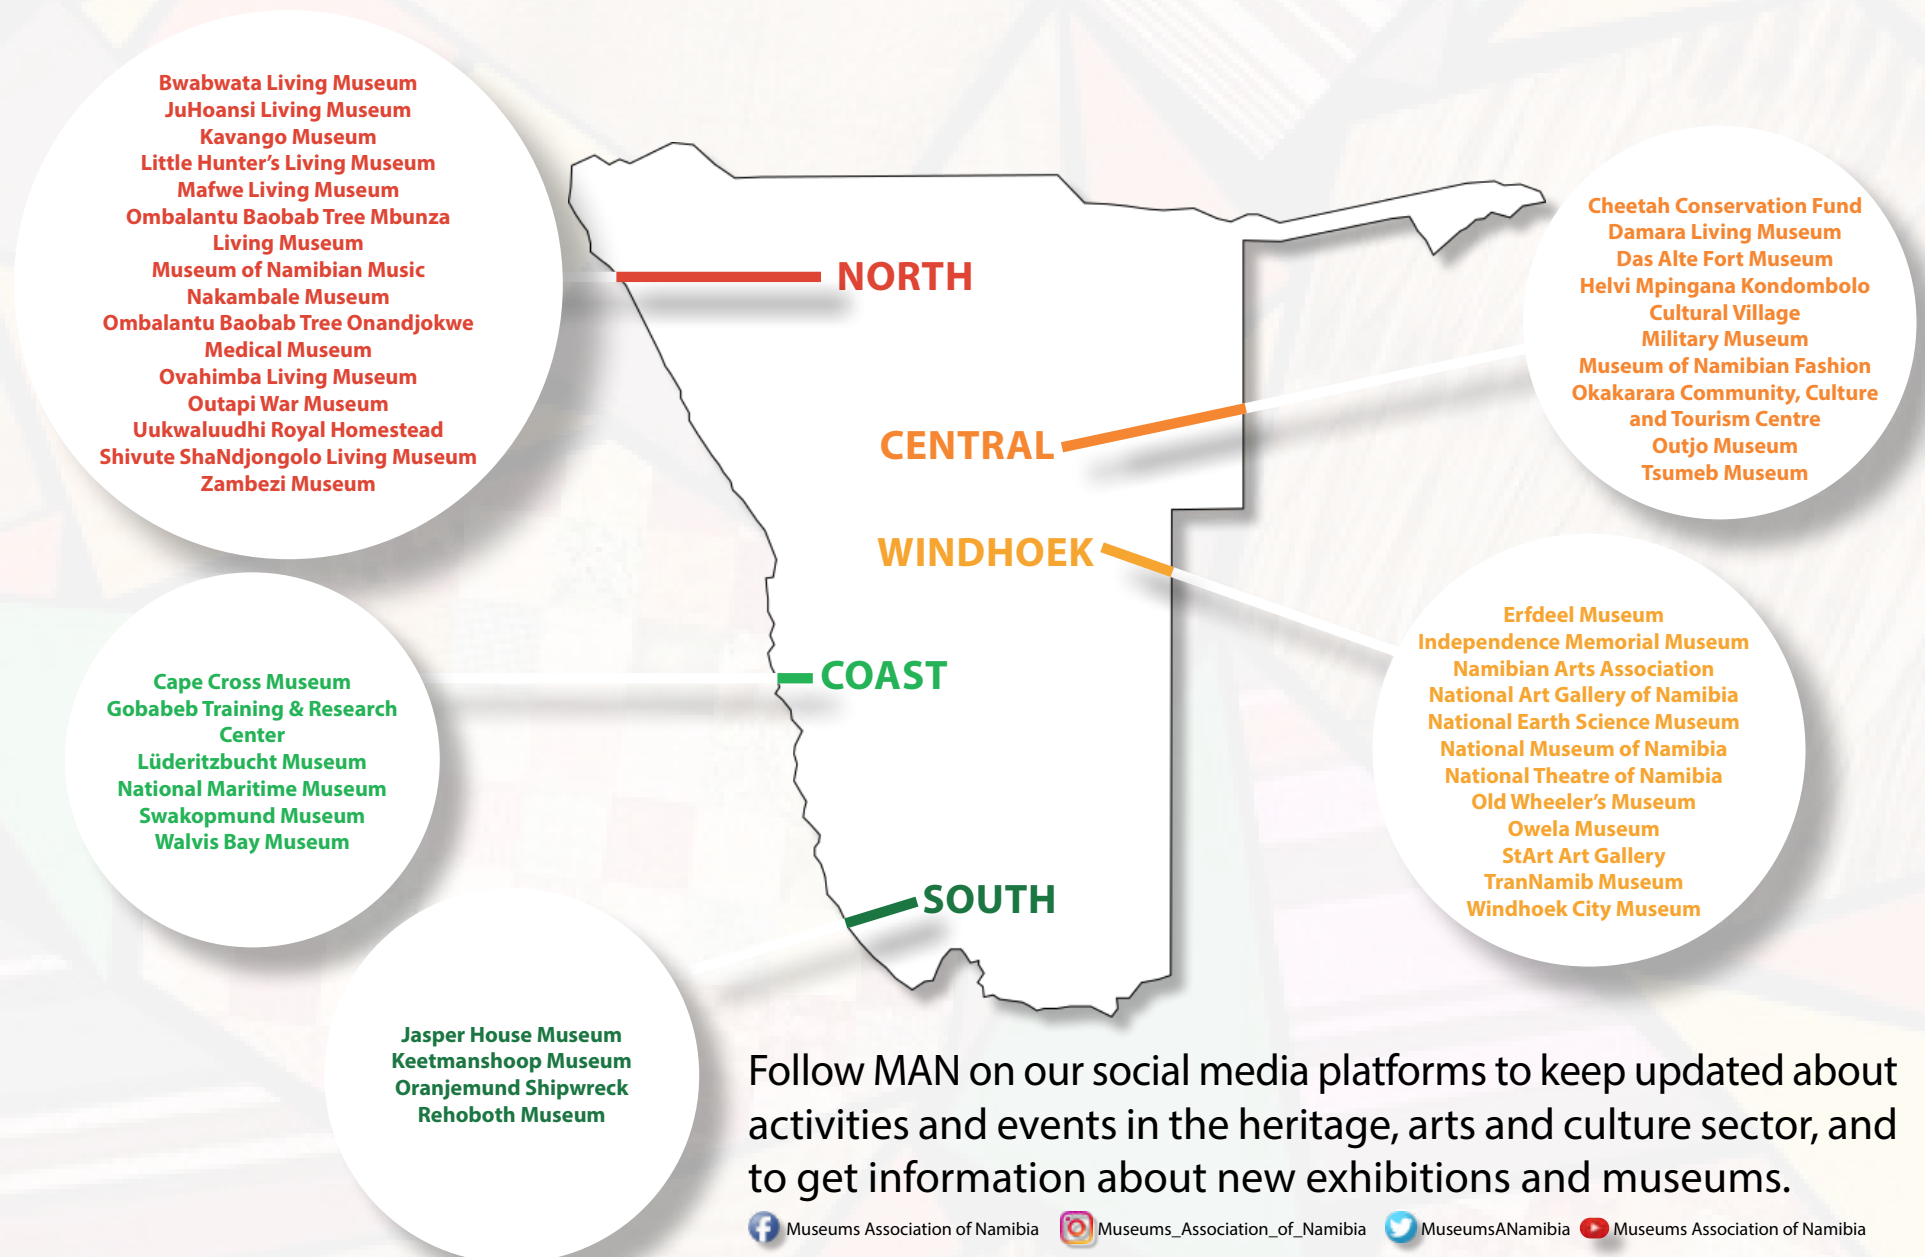 Bwabwata Living Museum
JuHoansi Living Museum
Kavango Museum
Little Hunter's Living Museum
Mafwe Living Museum
Ombalantu Baobab Tree Mbunza
Living Museum
Museum of Namibian Music
Nakambale Museum
Ombalantu Baobab Tree Onandjokwe
Medical Museum
Ovahimba Living Museum
Outapi War Museum
Uukwaluudhi Royal Homestead
Shivute ShaNdjongolo Living Museum
Zambezi Museum
NORTH
Cheetah Conservation Fund
Damara Living Museum
Das Alte Fort Museum
Helvi Mpingana Kondombolo
Cultural Village
Military Museum
Museum of Namibian Fashion
Okakarara Community, Culture
and Tourism Centre
Outjo Museum
Tsumeb Museum
CENTRAL
WINDHOEK
Erfdeel Museum
Independence Memorial Museum
Namibian Arts Association
National Art Gallery of Namibia
National Earth Science Museum
National Museum of Namibia
National Theatre of Namibia
Old Wheeler's Museum
Owela Museum
StArt Art Gallery
TranNamib Museum
Windhoek City Museum
COAST
Cape Cross Museum
Gobabeb Training & Research
Center
Lüderitzbucht Museum
National Maritime Museum
Swakopmund Museum
Walvis Bay Museum
SOUTH
Jasper House Museum
Keetmanshoop Museum
Oranjemund Shipwreck
Rehoboth Museum
Follow MAN on our social media platforms to keep updated about
activities and events in the heritage, arts and culture sector, and
to get information about new exhibitions and museums.
Museums Association of Namibia Museums_Association_of_Namibia MuseumsANamibia Museums Association of Namibia